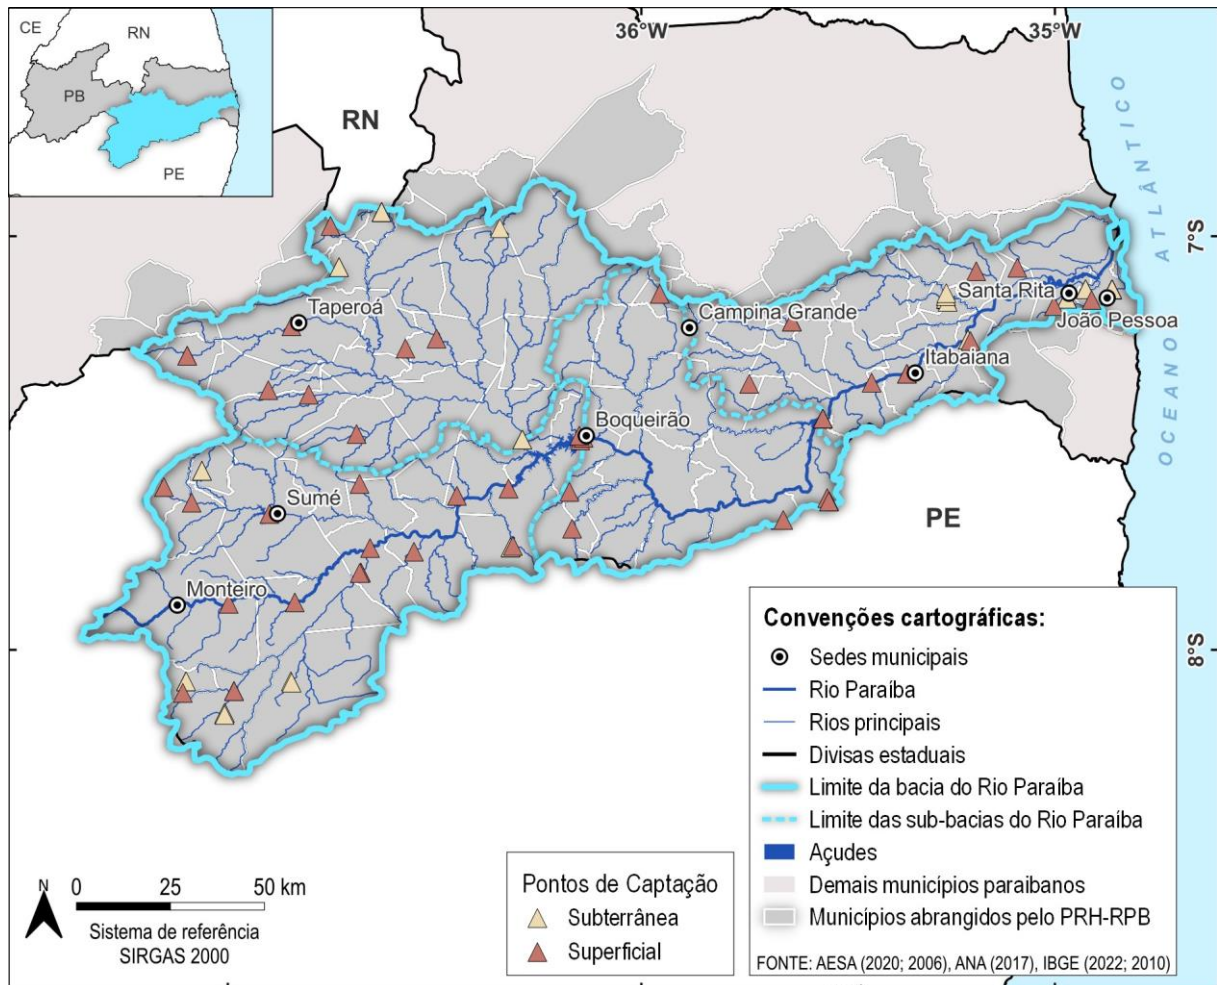 CE
RN
PB
PE
36°W
35°W
RN
OCEANO ATLÂNTICO
7°S
Taperoá
Campina Grande
Santa Rita
João Pessoa
Itabaiana
Boqueirão
Sumé
PE
Monteiro
8°S
Convenções cartográficas:
Sedes municipais
Rio Paraíba
Rios principais
Divisas estaduais
Limite da bacia do Rio Paraíba
Limite das sub-bacias do Rio Paraíba
Açudes
Demais municípios paraibanos
Municípios abrangidos pelo PRH-RPB
FONTE: AESA (2020; 2006), ANA (2017), IBGE (2022; 2010)
Pontos de Captação
Subterrânea
Superficial
N
0 25 50 km
Sistema de referência
SIRGAS 2000